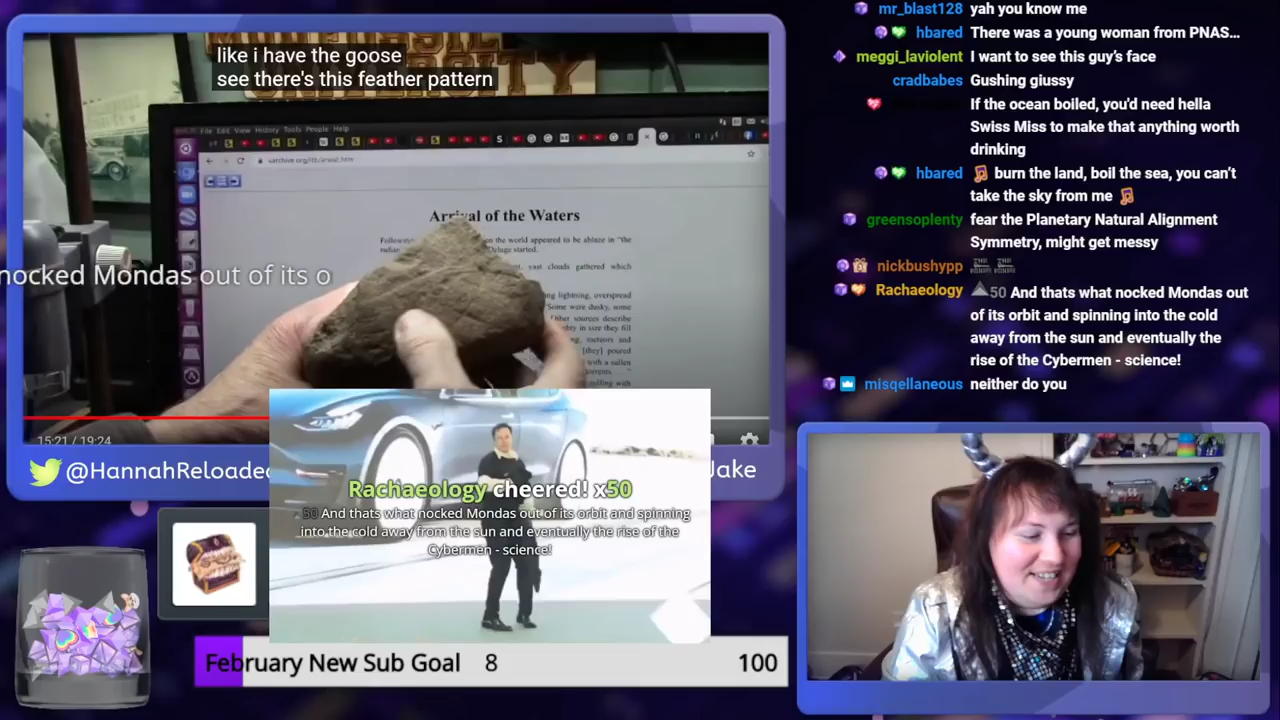 like i have the goose
see there's this feather pattern
File Edit View History Tools People Help
Arrival of the Waters
nocked Mondas out of its o
15:21 / 19:24
@HannahReloade
Jake
Rachaeology cheered! x50
50 And thats what nocked Mondas out of its orbit and spinning
into the cold away from the sun and eventually the rise of the
Cybermen - science!
February New Sub Goal 8 100
mr_blast128 yah you know me
hbared There was a young woman from PNAS...
meggi_laviolent I want to see this guy's face
cradbabes Gushing giussy
If the ocean boiled, you'd need hella
Swiss Miss to make that anything worth
drinking
hbared 🎵 burn the land, boil the sea, you can't
take the sky from me 🎵
greensoplenty fear the Planetary Natural Alignment
Symmetry, might get messy
nickbushypp
Rachaeology 50 And thats what nocked Mondas out
of its orbit and spinning into the cold
away from the sun and eventually the
rise of the Cybermen - science!
misqellaneous neither do you